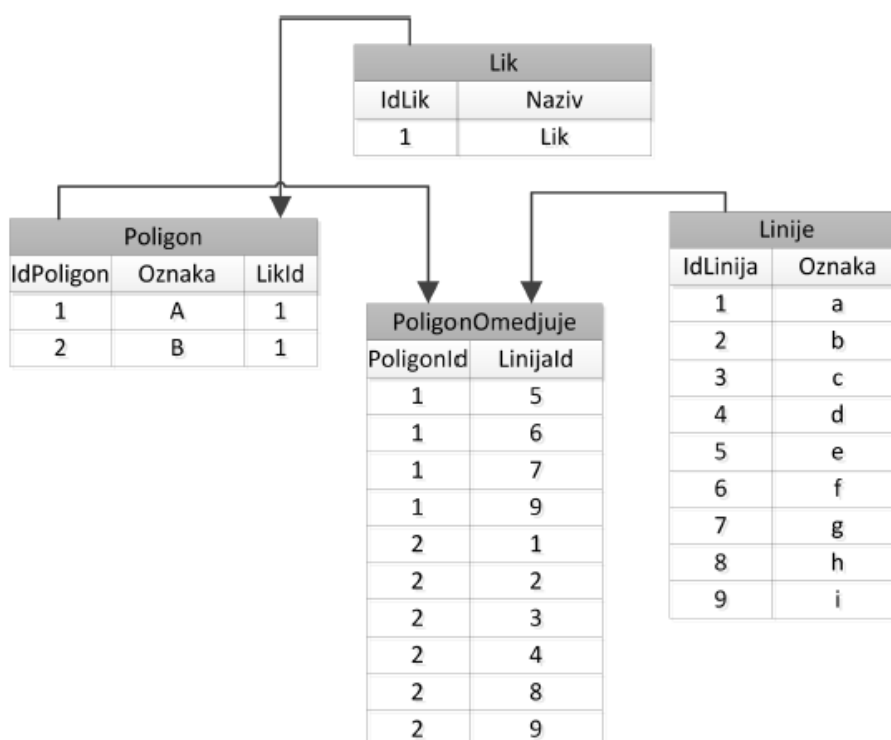 Lik
IdLik Naziv
1 Lik
Poligon
IdPoligon Oznaka LikId
1 A 1
2 B 1
PoligonOmedjuje
PoligonId LinijaId
1 5
1 6
1 7
1 9
2 1
2 2
2 3
2 4
2 8
2 9
Linije
IdLinija Oznaka
1 a
2 b
3 c
4 d
5 e
6 f
7 g
8 h
9 i